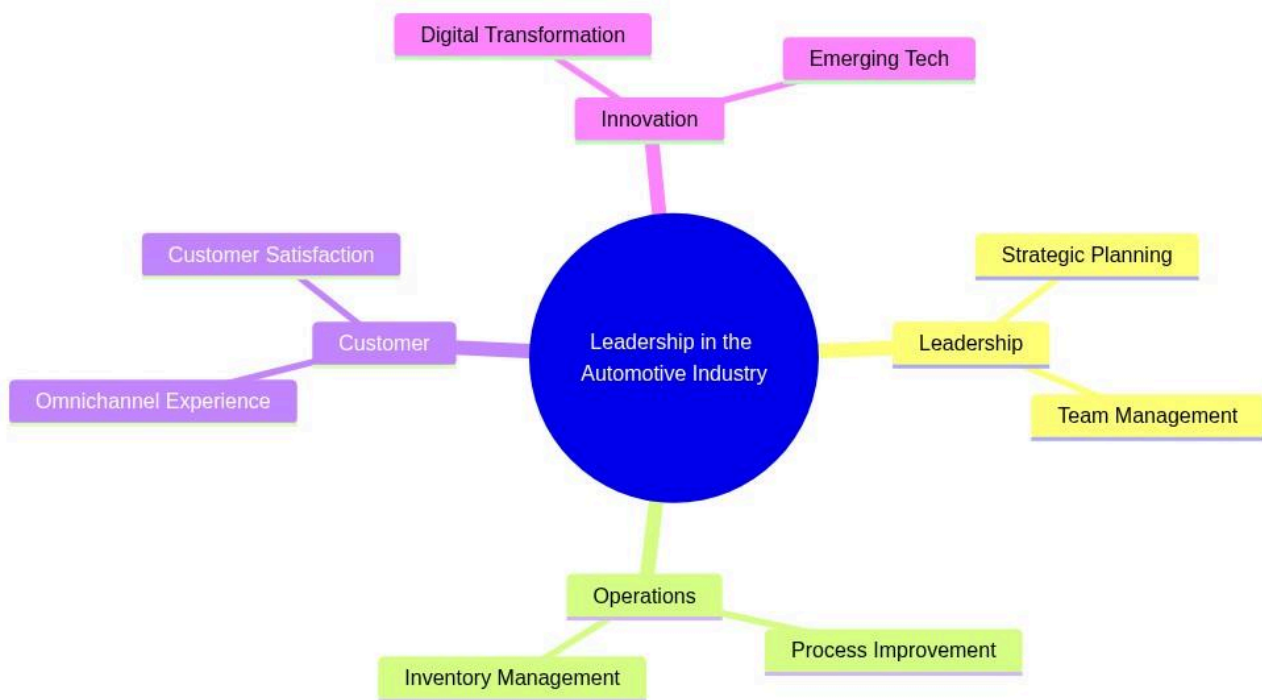 Digital Transformation
Emerging Tech
Innovation
Customer Satisfaction
Strategic Planning
Customer
Leadership in the
Automotive Industry
Leadership
Omnichannel Experience
Team Management
Operations
Process Improvement
Inventory Management